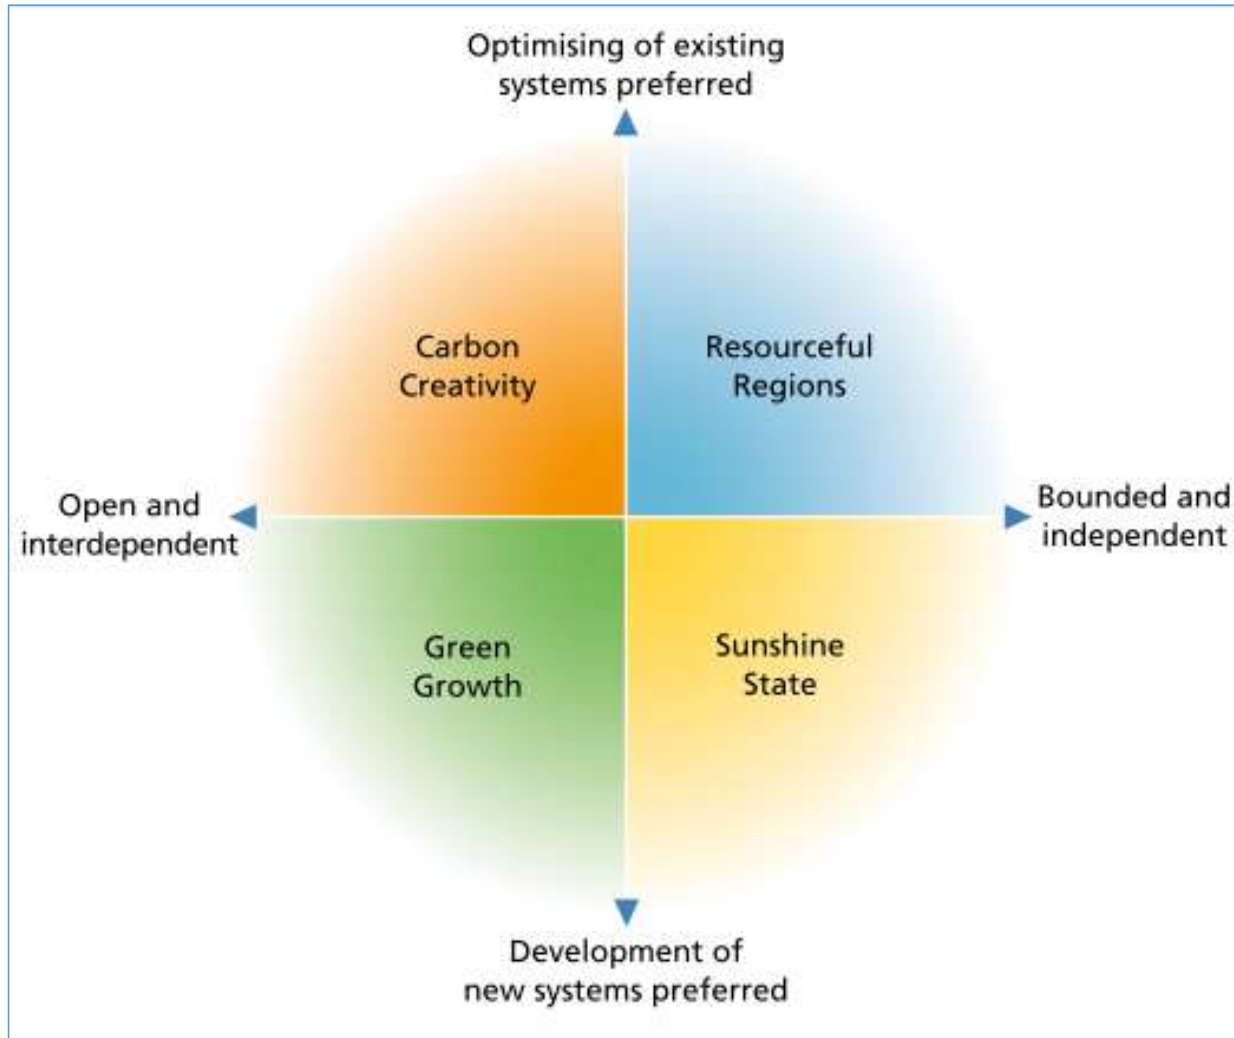 Optimising of existing
systems preferred
Carbon
Creativity
Resourceful
Regions
Open and
interdependent
Bounded and
independent
Green
Growth
Sunshine
State
Development of
new systems preferred